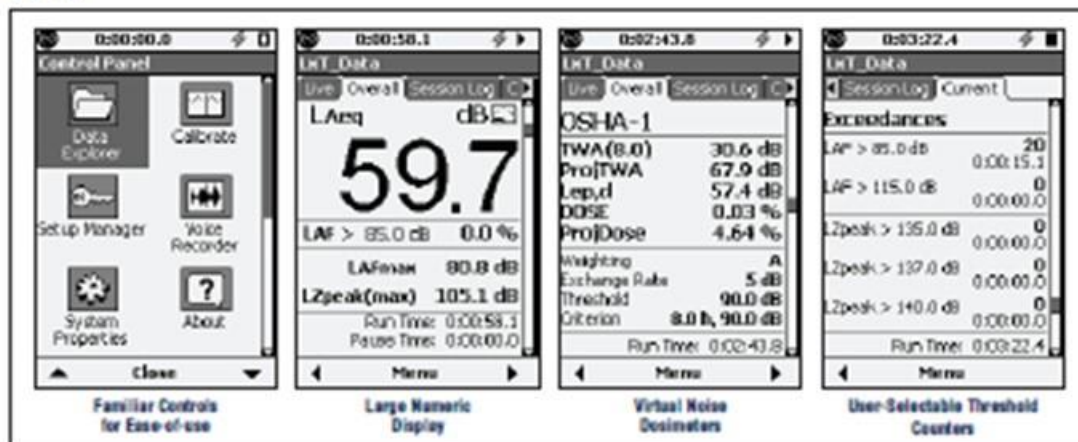 0:00:00.0
Control Panel
Data
Explorer
Calibrate
Setup Manager
Voice
Recorder
System
Properties
About
Close
Familiar Controls
for Ease-of-use
0:00:58.1
LxT_Data
Live Overall Session Log C
LAeq dB
59.7
LAF > 85.0 dB 0.0 %
LAFmax 80.8 dB
LZpeak(max) 105.1 dB
Run Time: 0:00:58.1
Pause Time: 0:00:00.0
Menu
Large Numeric
Display
0:02:43.8
LxT_Data
Live Overall Session Log C
OSHA-1
TWA(8.0) 30.6 dB
ProjTWA 67.9 dB
Lep,d 57.4 dB
DOSE 0.03 %
ProjDose 4.64 %
Weighting A
Exchange Rate 5 dB
Threshold 90.0 dB
Criterion 8.0 h, 90.0 dB
Run Time: 0:02:43.8
Menu
Virtual Noise
Dosimeters
0:03:22.4
LxT_Data
Session Log Current
Exceedances
LAF > 85.0 dB 20
0:00:15.1
LAF > 115.0 dB 0
0:00:00.0
LZpeak > 135.0 dB 0
0:00:00.0
LZpeak > 137.0 dB 0
0:00:00.0
LZpeak > 140.0 dB 0
0:00:00.0
Run Time: 0:03:22.4
Menu
User-Selectable Threshold
Counters